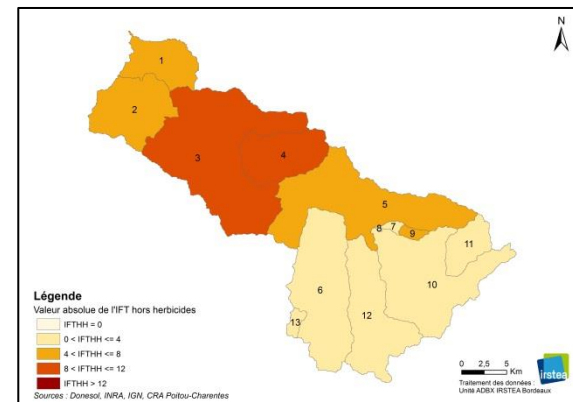 N
1
2
3
4
5
8
7
9
11
6
10
12
13
Légende
Valeur absolue de l'IFT hors herbicides
IFTHH = 0
0 < IFTHH <= 4
4 < IFTHH <= 8
8 < IFTHH <= 12
IFTHH > 12
Sources : Donesol, INRA, IGN, CRA Poitou-Charentes
0 2,5 5
Km
Traitement des données :
Unité ADBX IRSTEA Bordeaux
irstea